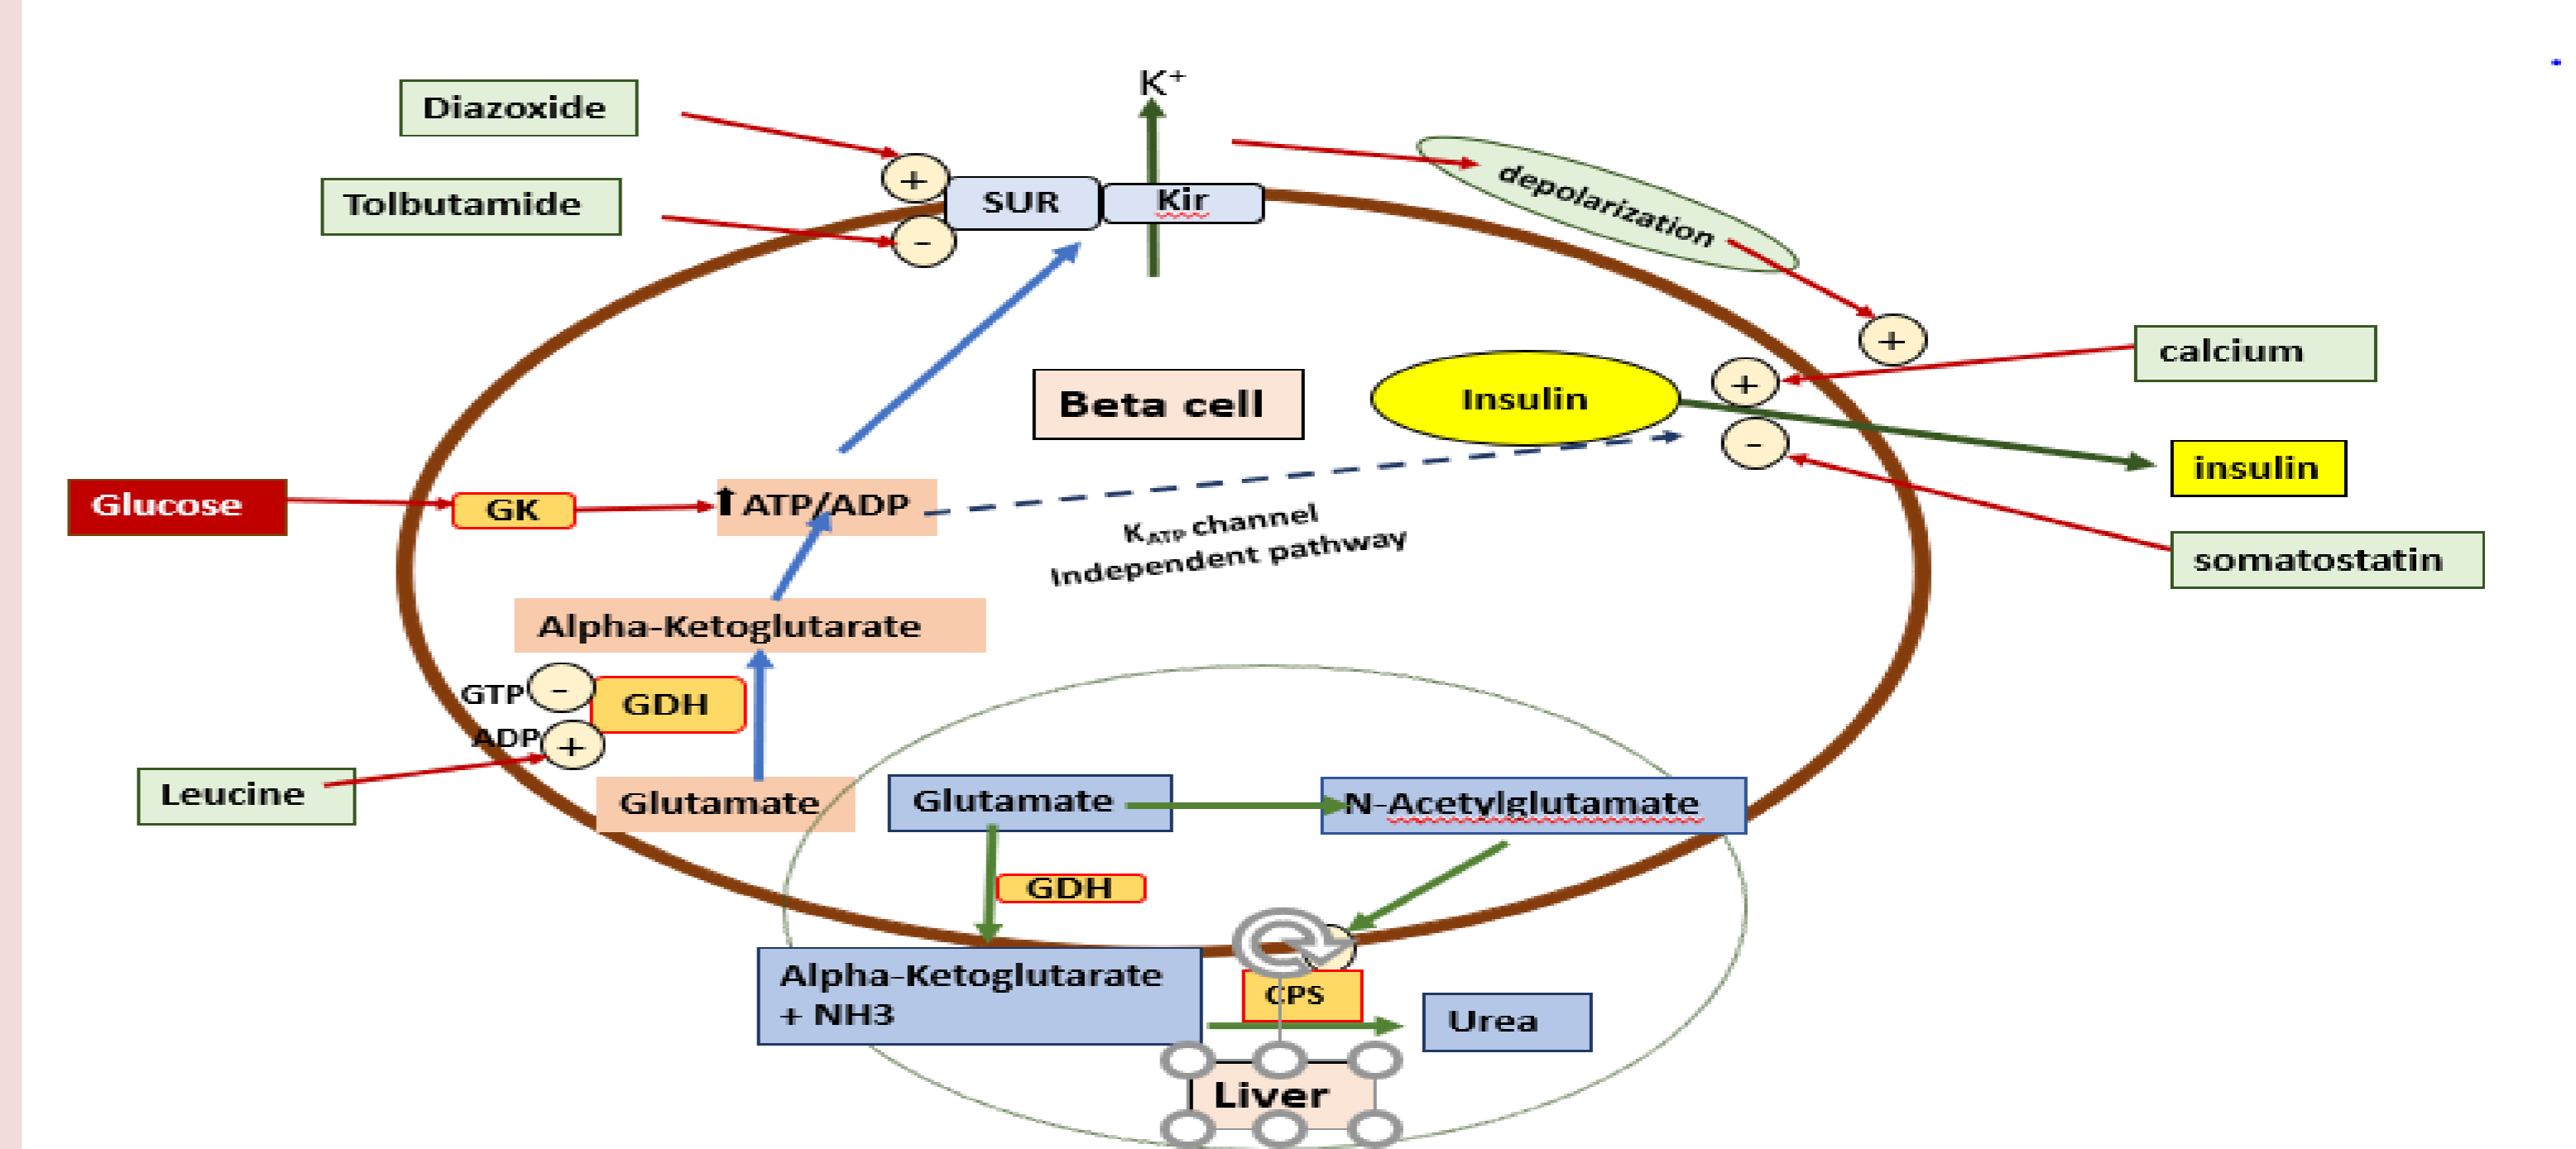 K+
Diazoxide
+
depolarization
Tolbutamide
SUR
Kir
-
+
calcium
+
Beta cell
Insulin
-
insulin
Glucose
GK
⬆ATP/ADP
KATP channel
Independent pathway
somatostatin
Alpha-Ketoglutarate
GTP
-
GDH
ADP
+
Leucine
Glutamate
Glutamate
N-Acetylglutamate
GDH
Alpha-Ketoglutarate
+ NH3
CPS
Urea
Liver